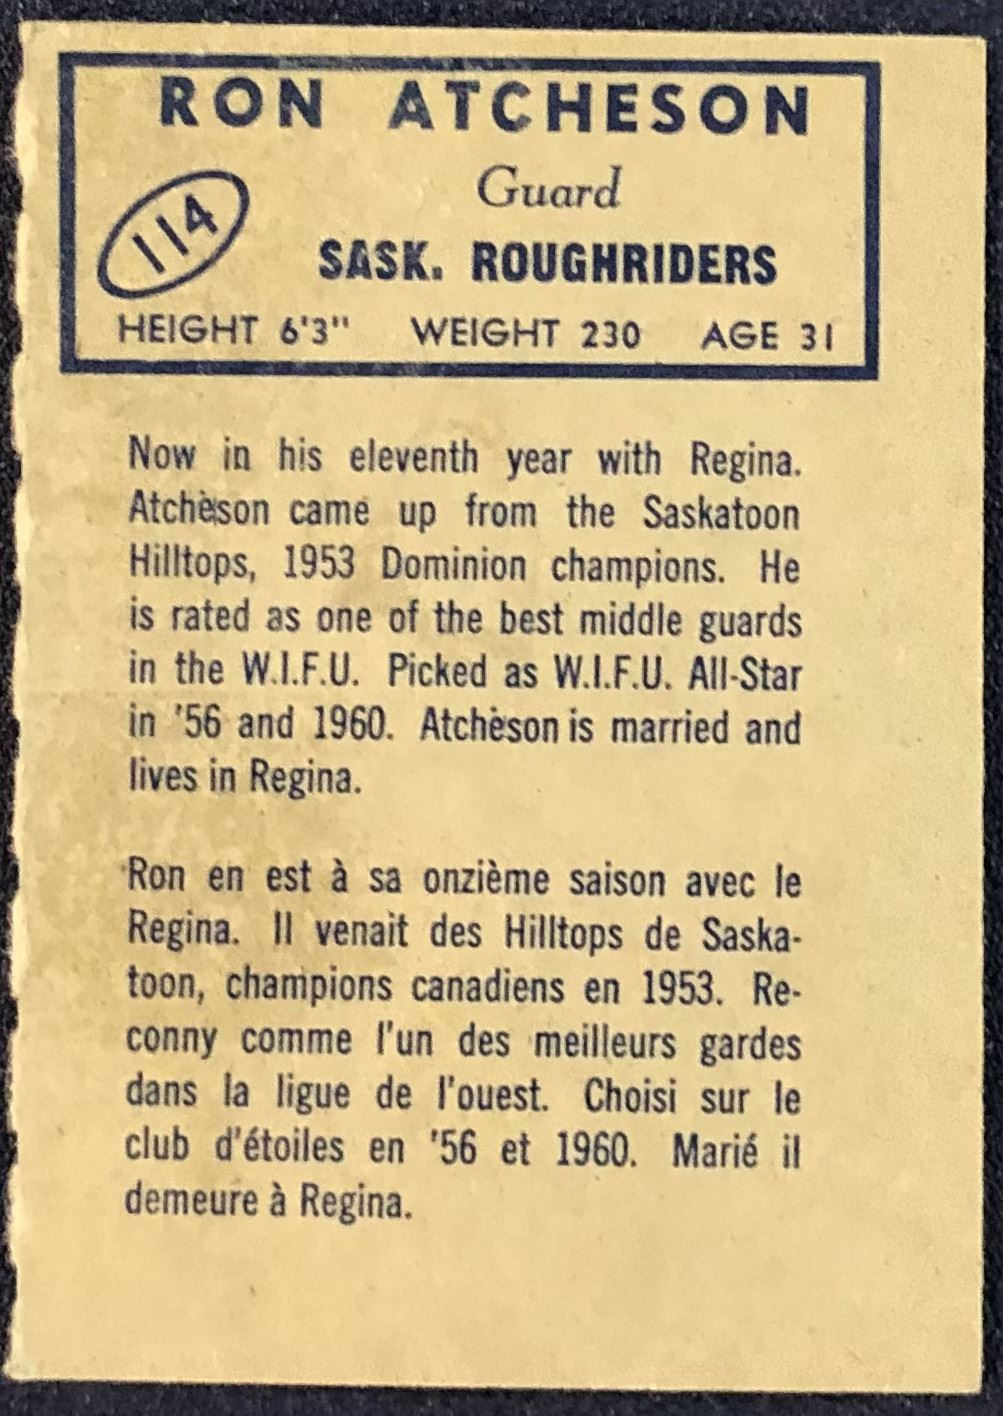 RON ATCHESON
Guard
114
SASK. ROUGHRIDERS
HEIGHT 6'3" WEIGHT 230 AGE 31
Now in his eleventh year with Regina.
Atchèson came up from the Saskatoon
Hilltops, 1953 Dominion champions. He
is rated as one of the best middle guards
in the W.I.F.U. Picked as W.I.F.U. All-Star
in '56 and 1960. Atchèson is married and
lives in Regina.
Ron en est à sa onzième saison avec le
Regina. Il venait des Hilltops de Saska-
toon, champions canadiens en 1953. Re-
conny comme l'un des meilleurs gardes
dans la ligue de l'ouest. Choisi sur le
club d'étoiles en '56 et 1960. Marié il
demeure à Regina.